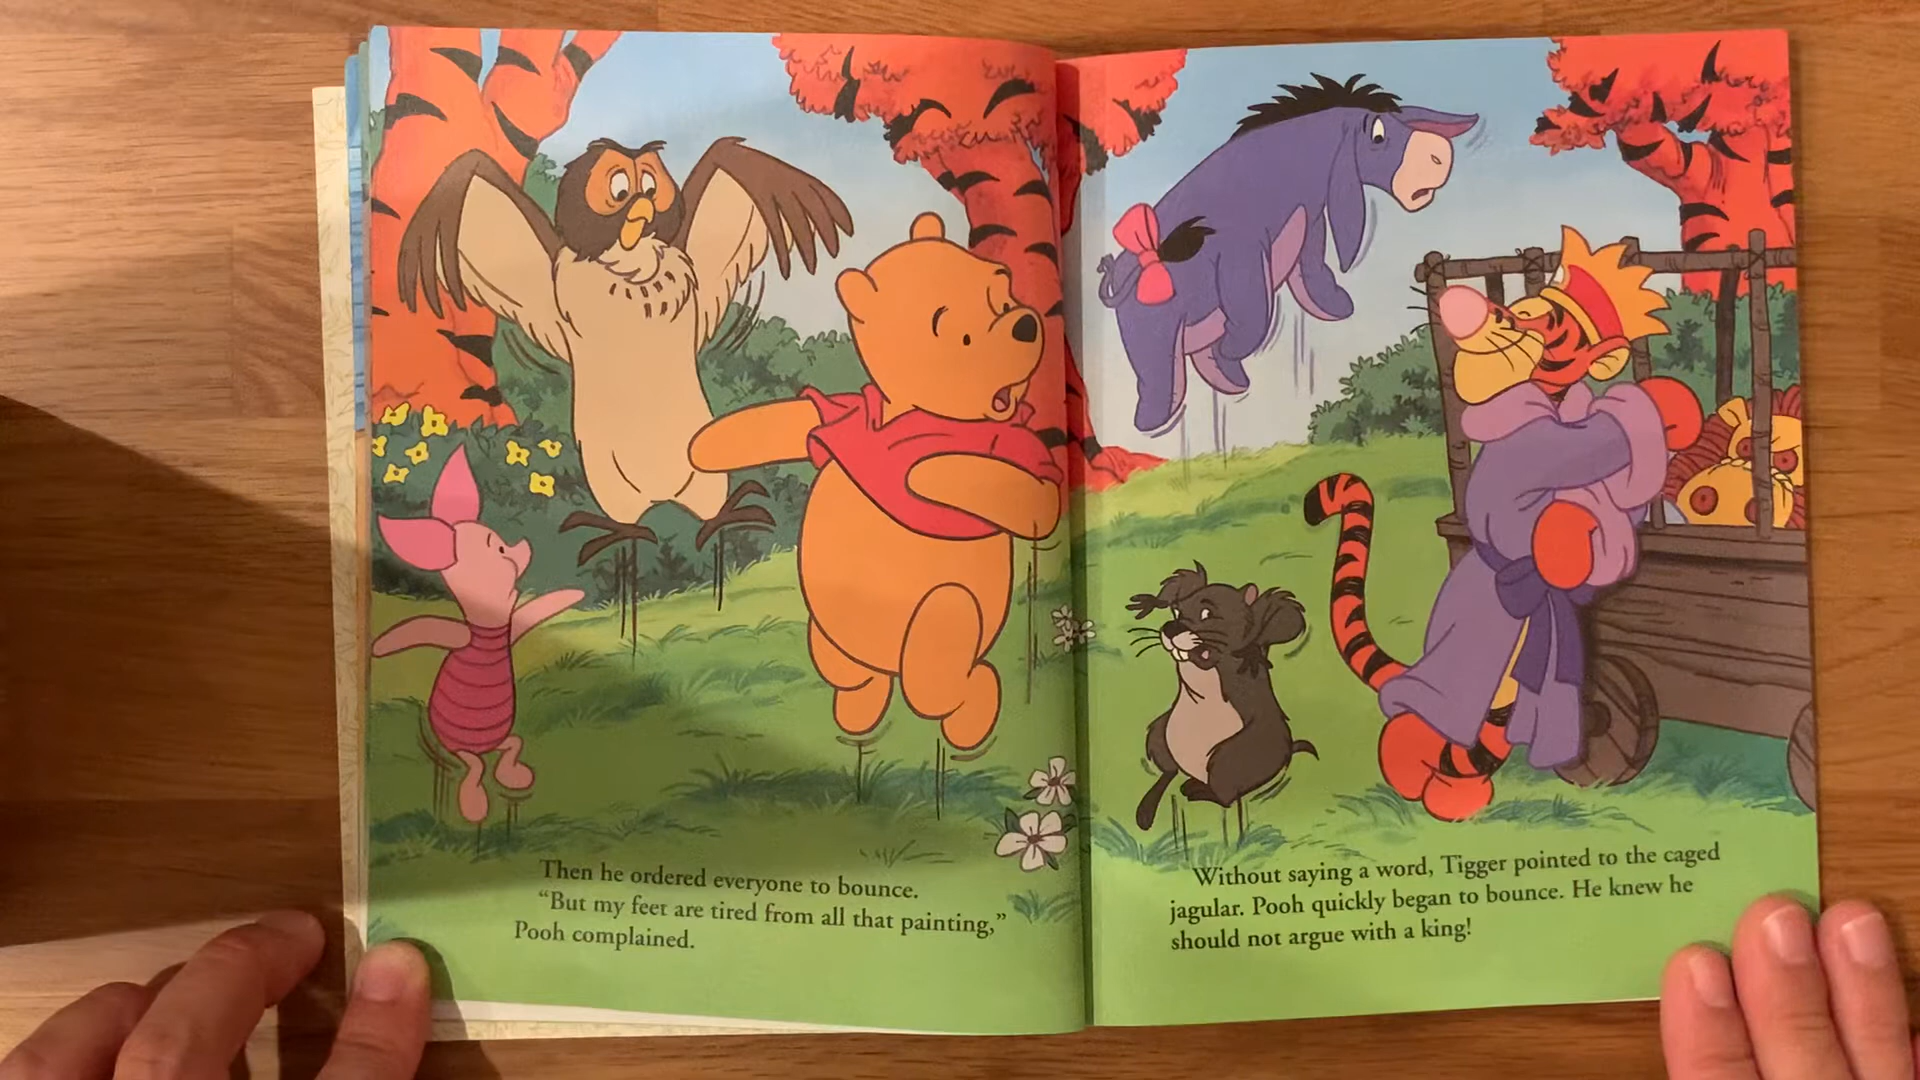 Then he ordered everyone to bounce.
“But my feet are tired from all that painting,”
Pooh complained.
Without saying a word, Tigger pointed to the caged
jagular. Pooh quickly began to bounce. He knew he
should not argue with a king!